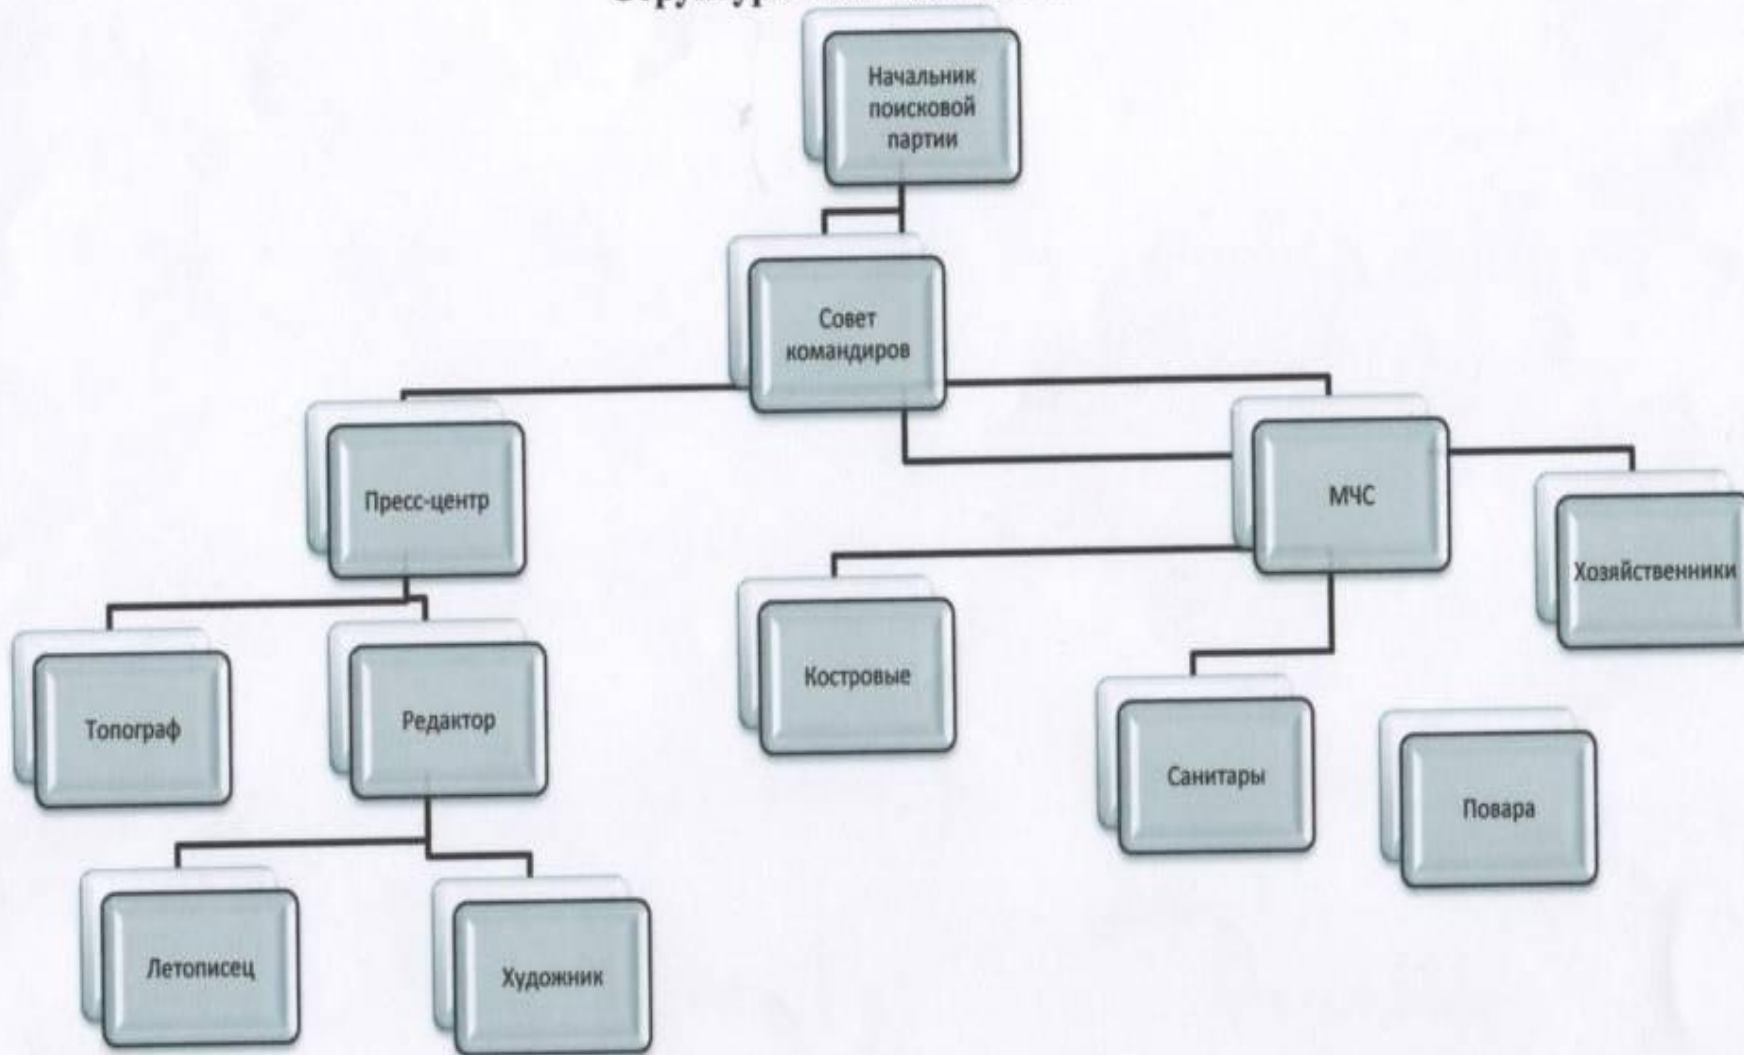 Начальник
поисковой
партии
Совет
командиров
Пресс-центр
МЧС
Хозяйственники
Костровые
Топограф
Редактор
Санитары
Повара
Летописец
Художник